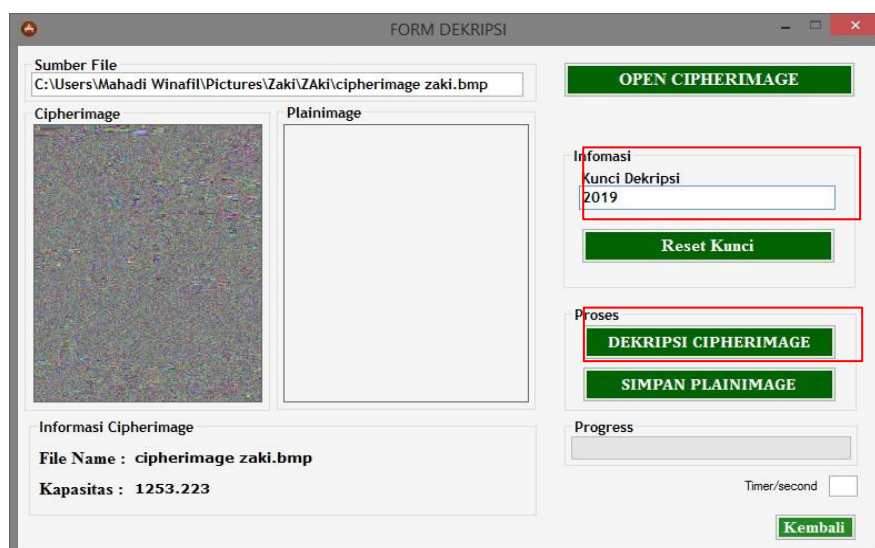 FORM DEKRIPSI
Sumber File
C:\Users\Mahadi Winafil\Pictures\Zaki\ZAki\cipherimage zaki.bmp
OPEN CIPHERIMAGE
Cipherimage
Plainimage
Infomasi
Kunci Dekripsi
2019
Reset Kunci
Proses
DEKRIPSI CIPHERIMAGE
SIMPAN PLAINIMAGE
Informasi Cipherimage
File Name : cipherimage zaki.bmp
Kapasitas : 1253.223
Progress
Timer/second
Kembali